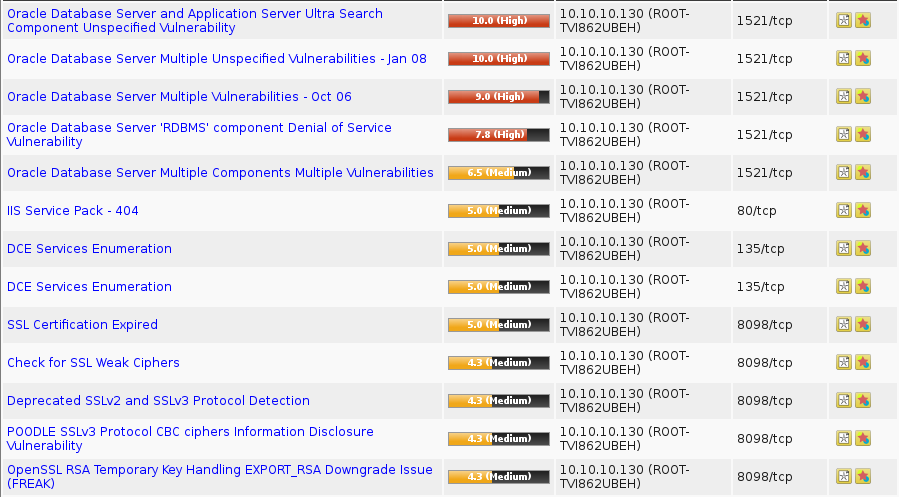 Oracle Database Server and Application Server Ultra Search
Component Unspecified Vulnerability
10.0 (High)
10.10.10.130 (ROOT-
TVI862UBEH)
1521/tcp
Oracle Database Server Multiple Unspecified Vulnerabilities - Jan 08
10.0 (High)
10.10.10.130 (ROOT-
TVI862UBEH)
1521/tcp
Oracle Database Server Multiple Vulnerabilities - Oct 06
9.0 (High)
10.10.10.130 (ROOT-
TVI862UBEH)
1521/tcp
Oracle Database Server 'RDBMS' component Denial of Service
Vulnerability
7.8 (High)
10.10.10.130 (ROOT-
TVI862UBEH)
1521/tcp
Oracle Database Server Multiple Components Multiple Vulnerabilities
6.5 (Medium)
10.10.10.130 (ROOT-
TVI862UBEH)
1521/tcp
IIS Service Pack - 404
5.0 (Medium)
10.10.10.130 (ROOT-
TVI862UBEH)
80/tcp
DCE Services Enumeration
5.0 (Medium)
10.10.10.130 (ROOT-
TVI862UBEH)
135/tcp
DCE Services Enumeration
5.0 (Medium)
10.10.10.130 (ROOT-
TVI862UBEH)
135/tcp
SSL Certification Expired
5.0 (Medium)
10.10.10.130 (ROOT-
TVI862UBEH)
8098/tcp
Check for SSL Weak Ciphers
4.3 (Medium)
10.10.10.130 (ROOT-
TVI862UBEH)
8098/tcp
Deprecated SSLv2 and SSLv3 Protocol Detection
4.3 (Medium)
10.10.10.130 (ROOT-
TVI862UBEH)
8098/tcp
POODLE SSLv3 Protocol CBC ciphers Information Disclosure
Vulnerability
4.3 (Medium)
10.10.10.130 (ROOT-
TVI862UBEH)
8098/tcp
OpenSSL RSA Temporary Key Handling EXPORT_RSA Downgrade Issue
(FREAK)
4.3 (Medium)
10.10.10.130 (ROOT-
TVI862UBEH)
8098/tcp